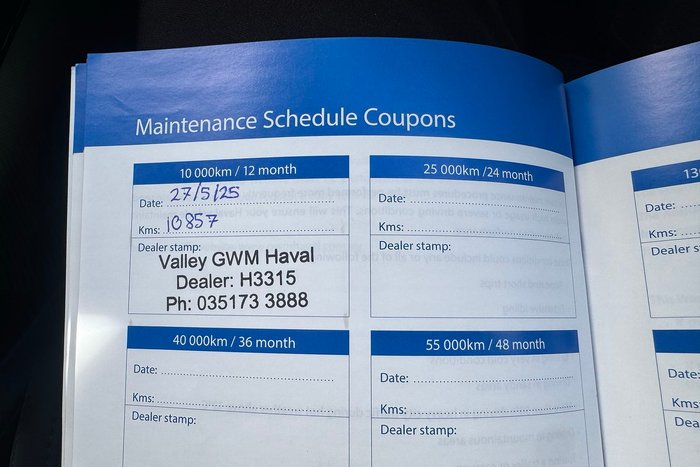 Maintenance Schedule Coupons
10 000km / 12 month
Date: 27/5/25
Kms: 10857
Dealer stamp:
Valley GWM Haval
Dealer: H3315
Ph: 035173 3888
25 000km /24 month
Date:
Kms:
Dealer stamp:
40 000km / 36 month
Date:
Kms:
Dealer stamp:
55 000km / 48 month
Date:
Kms:
Dealer stamp:
Date:
Kms:
Date:
Kms